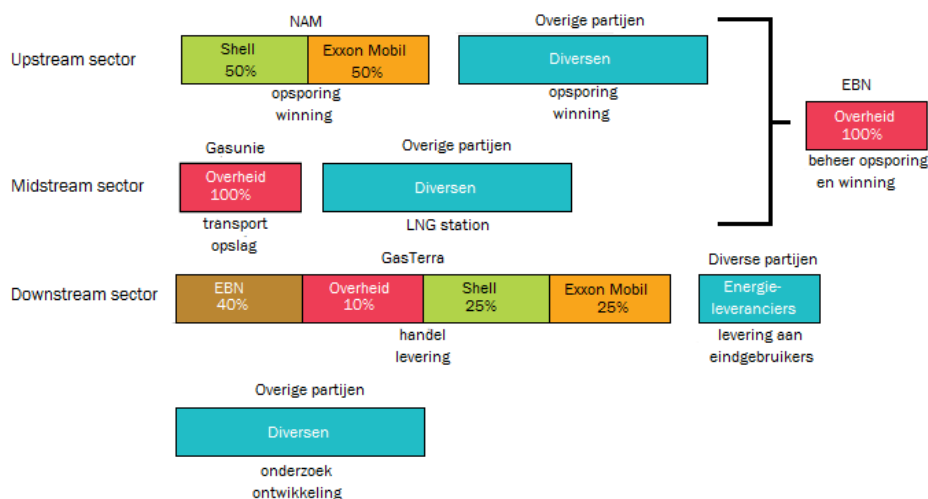 NAM
Overige partijen
Upstream sector
Shell
50%
Exxon Mobil
50%
Diversen
opsporing
winning
opsporing
winning
EBN
Overheid
100%
beheer opsporing
en winning
Gasunie
Overige partijen
Midstream sector
Overheid
100%
Diversen
transport
opslag
LNG station
GasTerra
Diverse partijen
Downstream sector
EBN
40%
Overheid
10%
Shell
25%
Exxon Mobil
25%
Energie-
leveranciers
handel
levering
levering aan
eindgebruikers
Overige partijen
Diversen
onderzoek
ontwikkeling